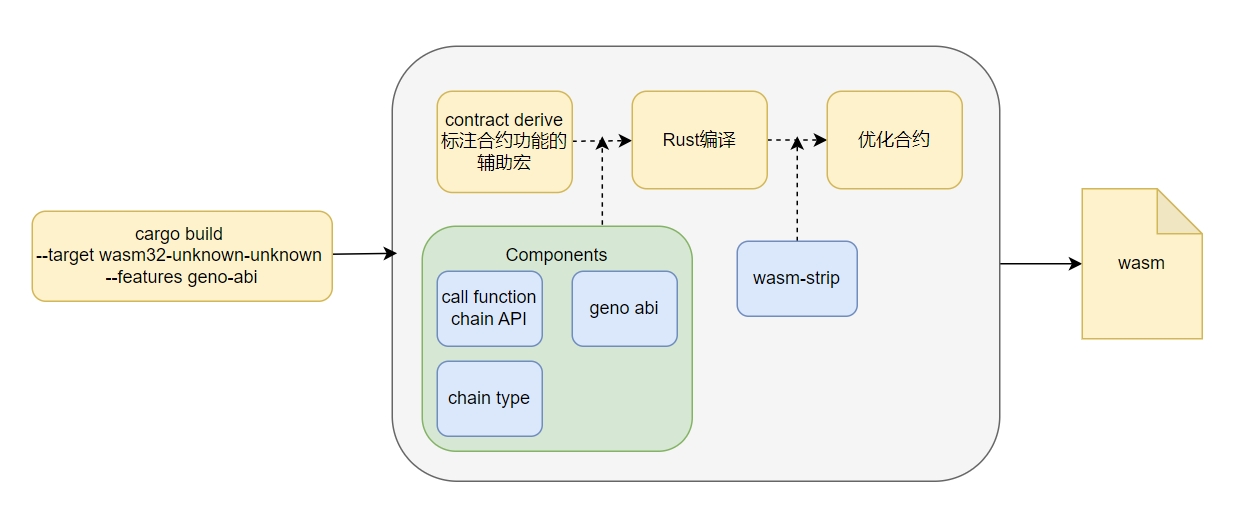 contract derive
标注合约功能的
辅助宏
Rust编译
优化合约
cargo build
--target wasm32-unknown-unknown
--features geno-abi
Components
call function
chain API
geno abi
chain type
wasm-strip
wasm